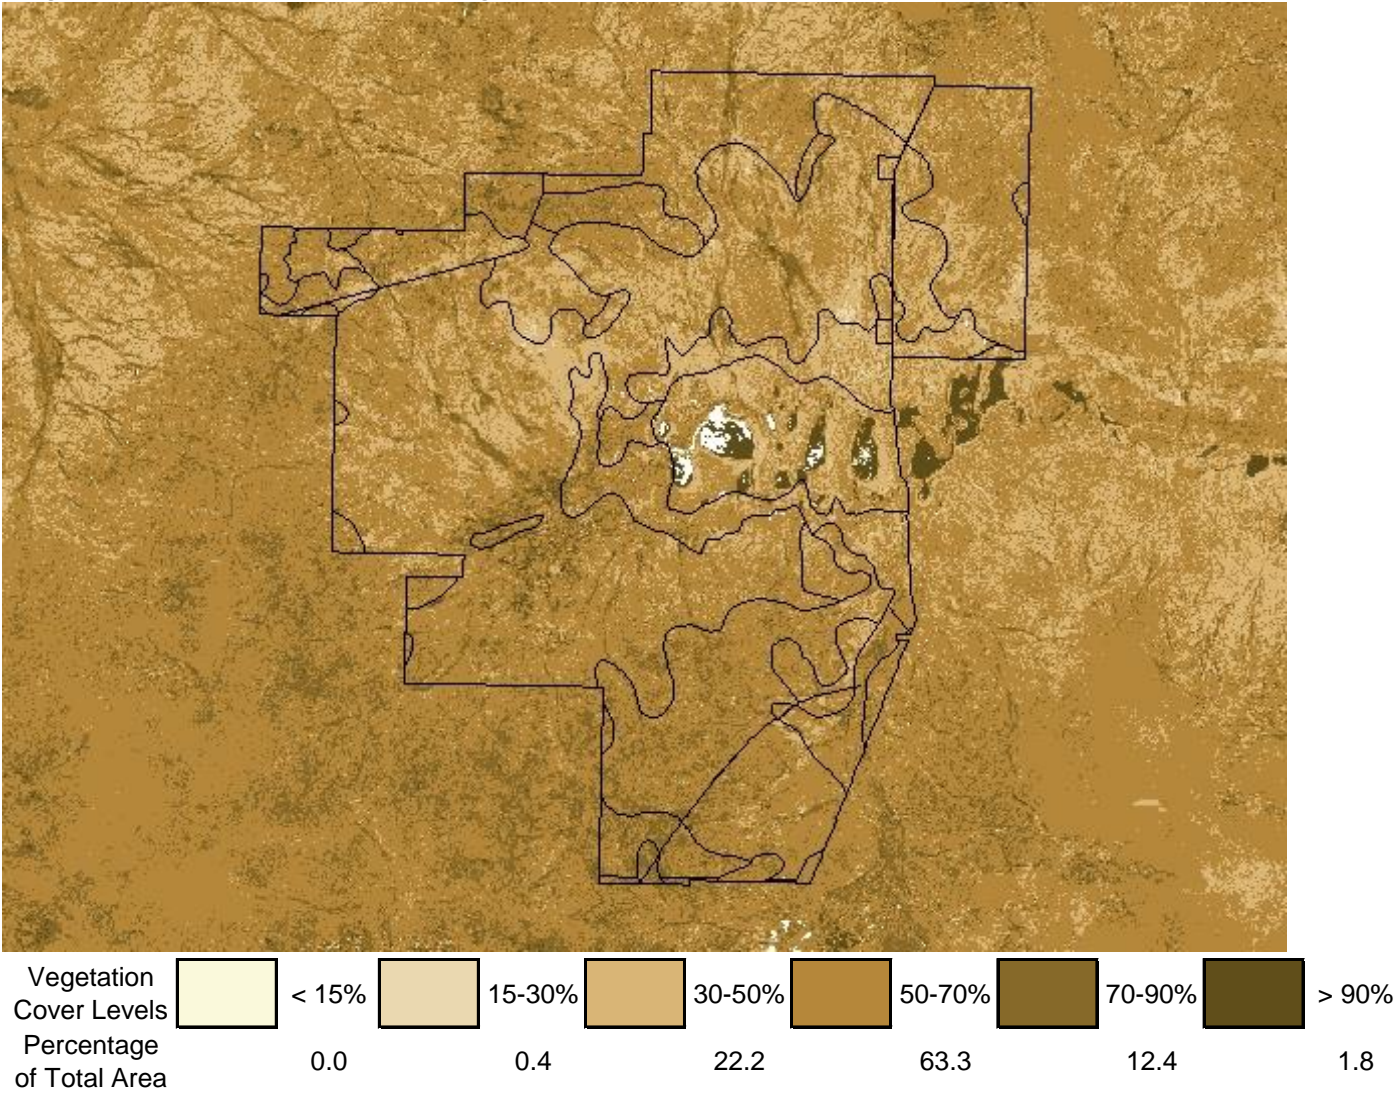 Vegetation
Cover Levels
< 15% 15-30% 30-50% 50-70% 70-90% > 90%
Percentage
of Total Area
0.0 0.4 22.2 63.3 12.4 1.8